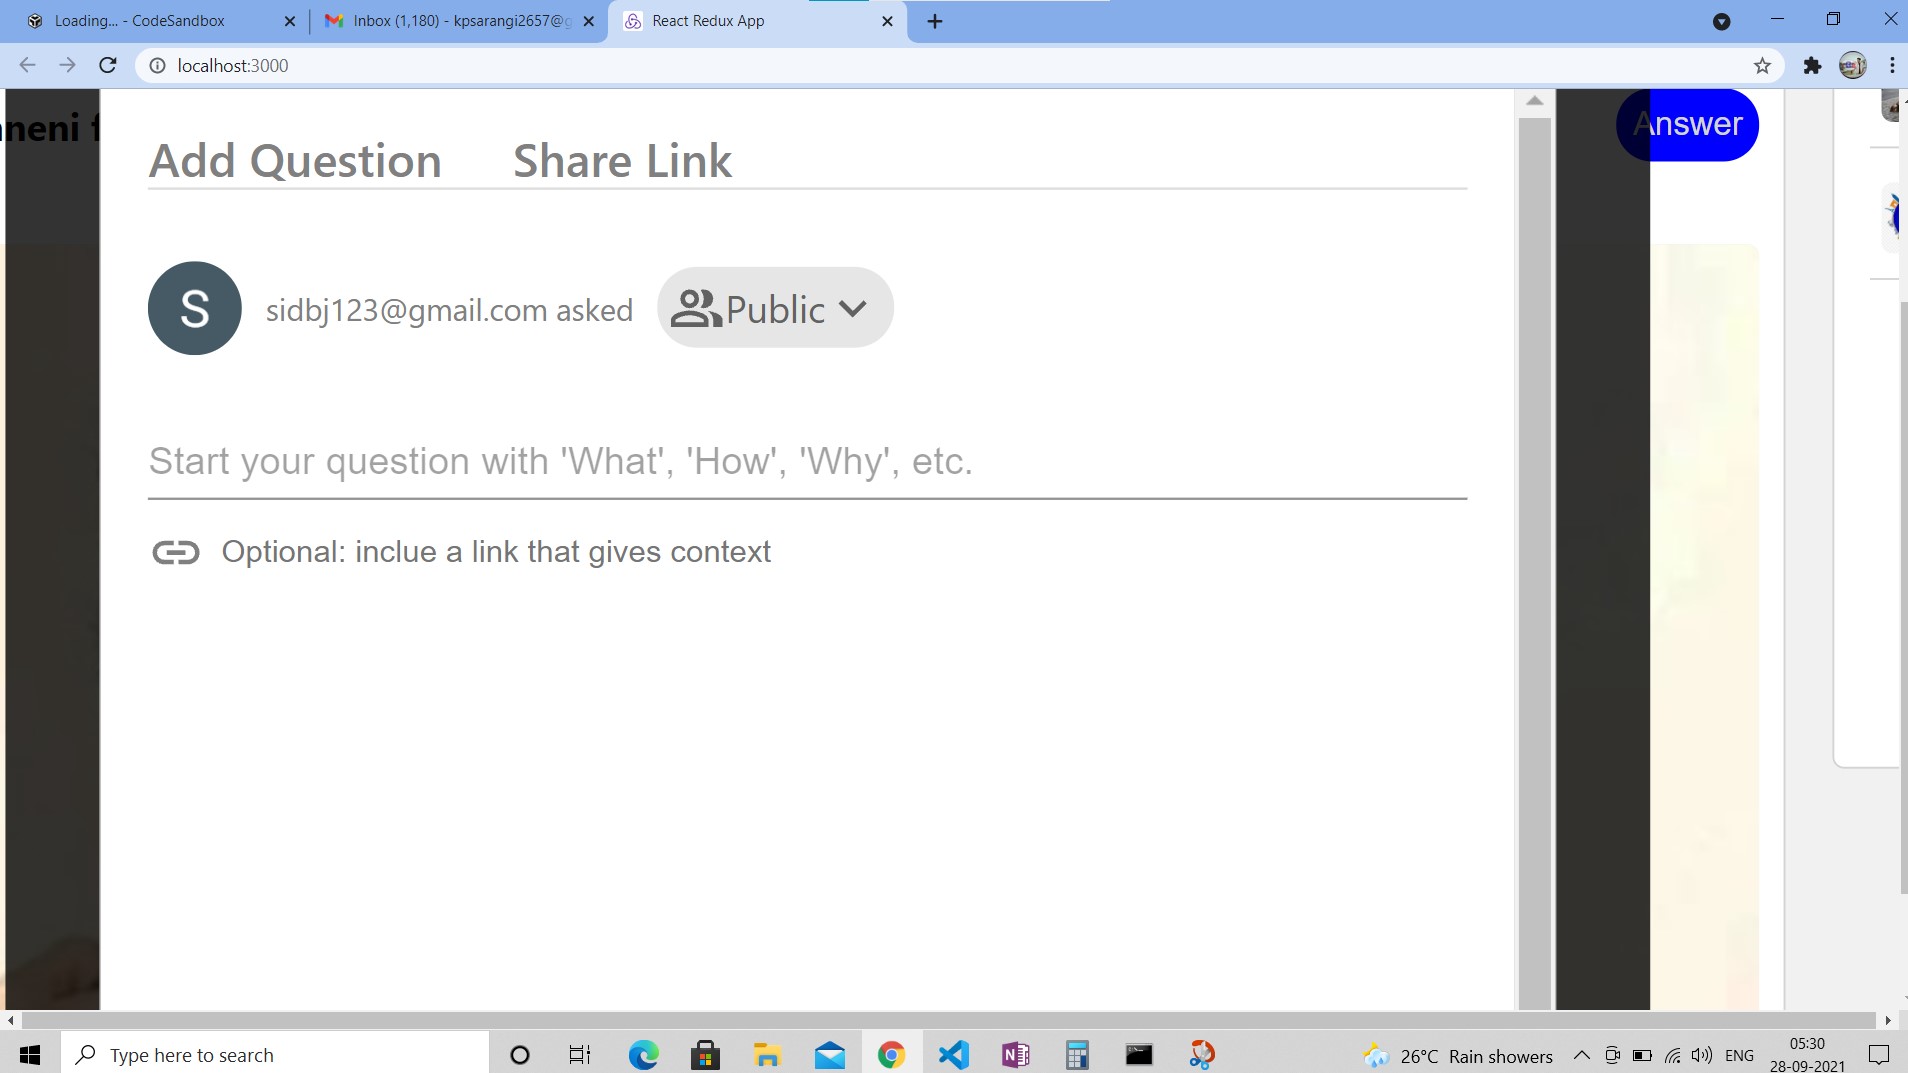 Loading... - CodeSandbox
Inbox (1,180) - kpsarangi2657@g
React Redux App
localhost:3000
nneni f
Answer
Add Question Share Link
S
sidbj123@gmail.com asked
Public
Start your question with 'What', 'How', 'Why', etc.
Optional: inclue a link that gives context
Type here to search
26°C Rain showers
ENG
05:30
28-09-2021